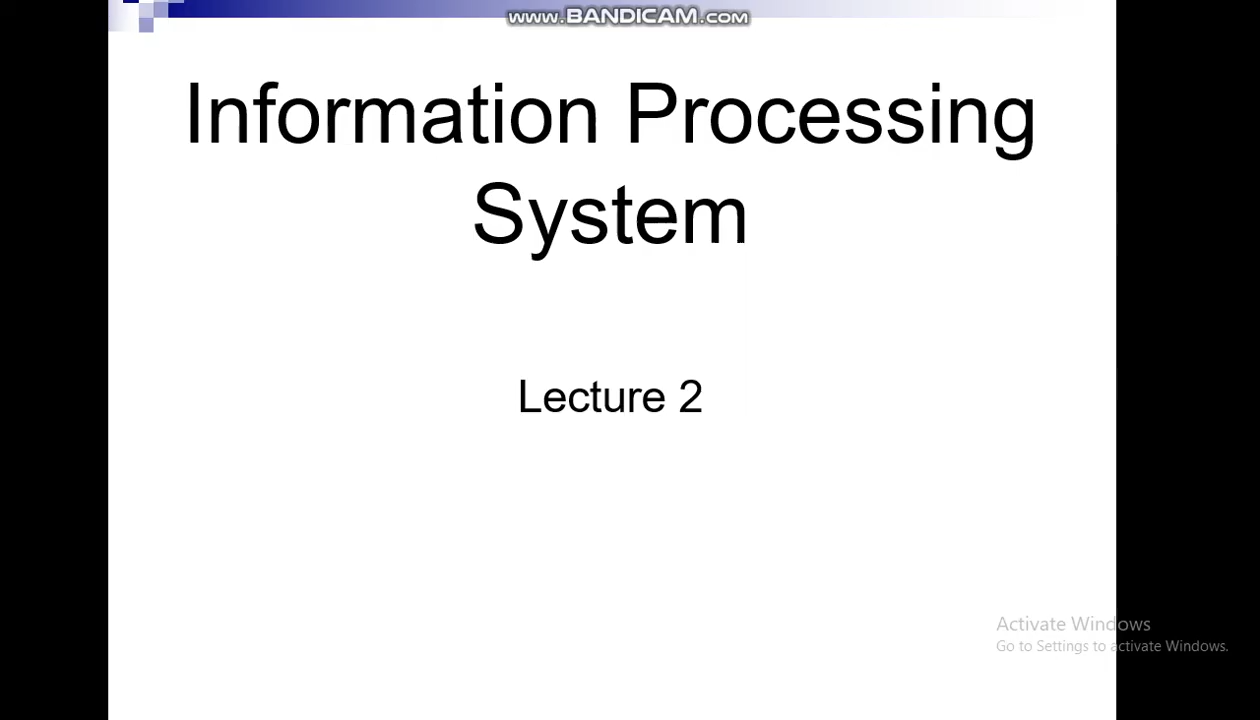 www.BANDICAM.com
Information Processing
System
Lecture 2
Activate Windows
Go to Settings to activate Windows.